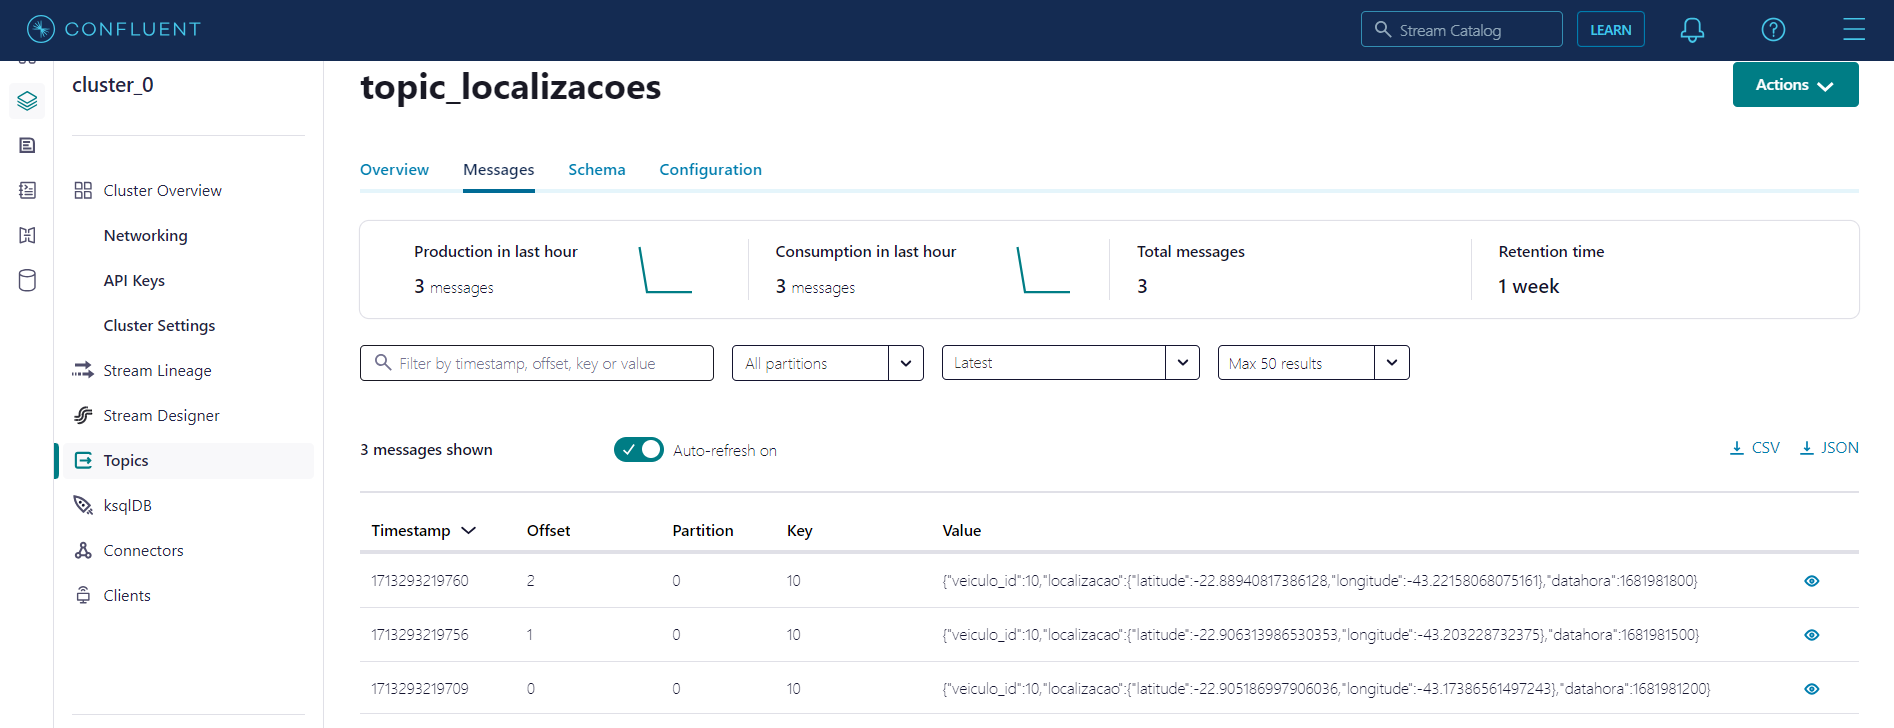 CONFLUENT
Stream Catalog
LEARN
cluster_0
Cluster Overview
Networking
API Keys
Cluster Settings
Stream Lineage
Stream Designer
Topics
ksqlDB
Connectors
Clients
topic_localizacoes
Actions
Overview Messages Schema Configuration
Production in last hour
3 messages
Consumption in last hour
3 messages
Total messages
3
Retention time
1 week
Filter by timestamp, offset, key or value
All partitions
Latest
Max 50 results
3 messages shown
Auto-refresh on
CSV
JSON
Timestamp Offset Partition Key Value
1713293219760 2 0 10 {"veiculo_id":10,"localizacao":{"latitude":-22.88940817386128,"longitude":-43.22158068075161},"datahora":1681981800}
1713293219756 1 0 10 {"veiculo_id":10,"localizacao":{"latitude":-22.906313986530353,"longitude":-43.203228732375},"datahora":1681981500}
1713293219709 0 0 10 {"veiculo_id":10,"localizacao":{"latitude":-22.905186997906036,"longitude":-43.17386561497243},"datahora":1681981200}